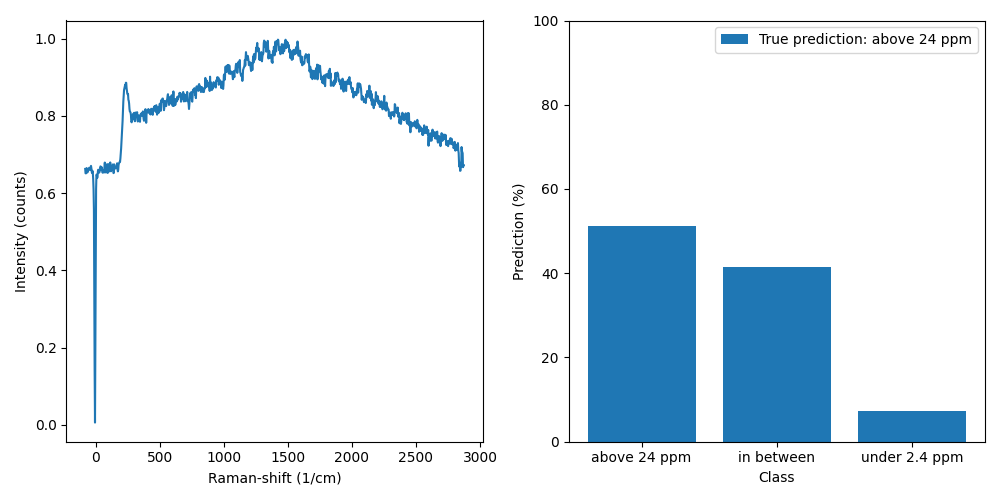 1.0
0.8
0.6
0.4
0.2
0.0
Intensity (counts)
0 500 1000 1500 2000 2500 3000
Raman-shift (1/cm)
100
80
60
40
20
0
Prediction (%)
True prediction: above 24 ppm
above 24 ppm in between under 2.4 ppm
Class